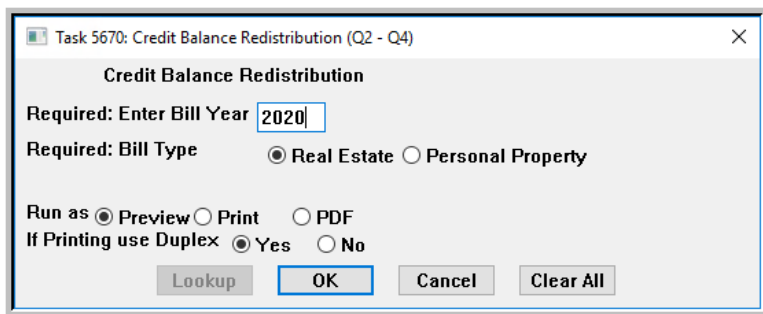 Task 5670: Credit Balance Redistribution (Q2 - Q4)
Credit Balance Redistribution
Required: Enter Bill Year 2020
Required: Bill Type Real Estate Personal Property
Run as Preview Print PDF
If Printing use Duplex Yes No
Lookup OK Cancel Clear All